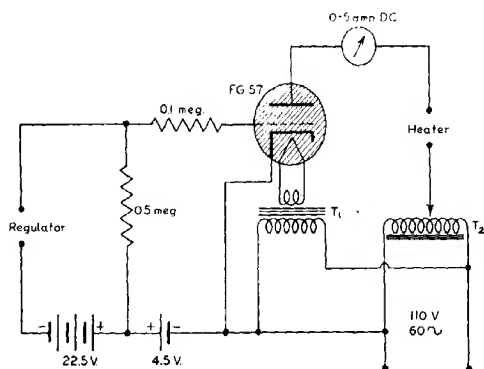 0-5 amp DC
FG 57
0.1 meg.
Heater
0.5 meg
T1
T2
Regulator
110 V
60~
- +
+ -
22.5 V.
4.5 V.